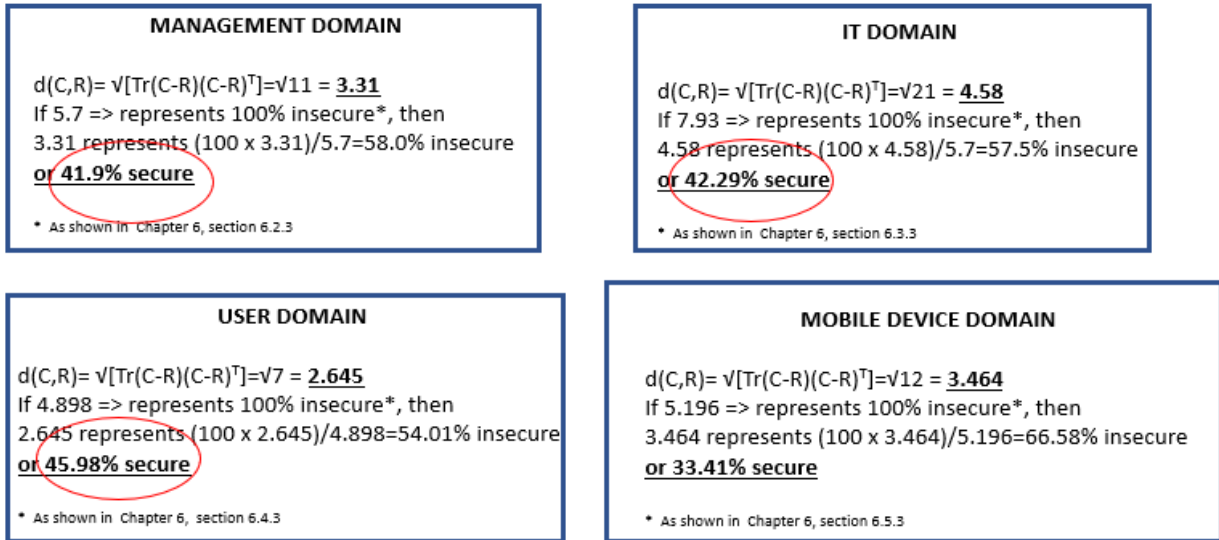 MANAGEMENT DOMAIN
d(C,R)= √[Tr(C-R)(C-R)ᵀ]=√11 = 3.31
If 5.7 => represents 100% insecure*, then
3.31 represents (100 x 3.31)/5.7=58.0% insecure
or 41.9% secure
* As shown in Chapter 6, section 6.2.3
IT DOMAIN
d(C,R)= √[Tr(C-R)(C-R)ᵀ]=√21 = 4.58
If 7.93 => represents 100% insecure*, then
4.58 represents (100 x 4.58)/5.7=57.5% insecure
or 42.29% secure
* As shown in Chapter 6, section 6.3.3
USER DOMAIN
d(C,R)= √[Tr(C-R)(C-R)ᵀ]=√7 = 2.645
If 4.898 => represents 100% insecure*, then
2.645 represents (100 x 2.645)/4.898=54.01% insecure
or 45.98% secure
* As shown in Chapter 6, section 6.4.3
MOBILE DEVICE DOMAIN
d(C,R)= √[Tr(C-R)(C-R)ᵀ]=√12 = 3.464
If 5.196 => represents 100% insecure*, then
3.464 represents (100 x 3.464)/5.196=66.58% insecure
or 33.41% secure
* As shown in Chapter 6, section 6.5.3